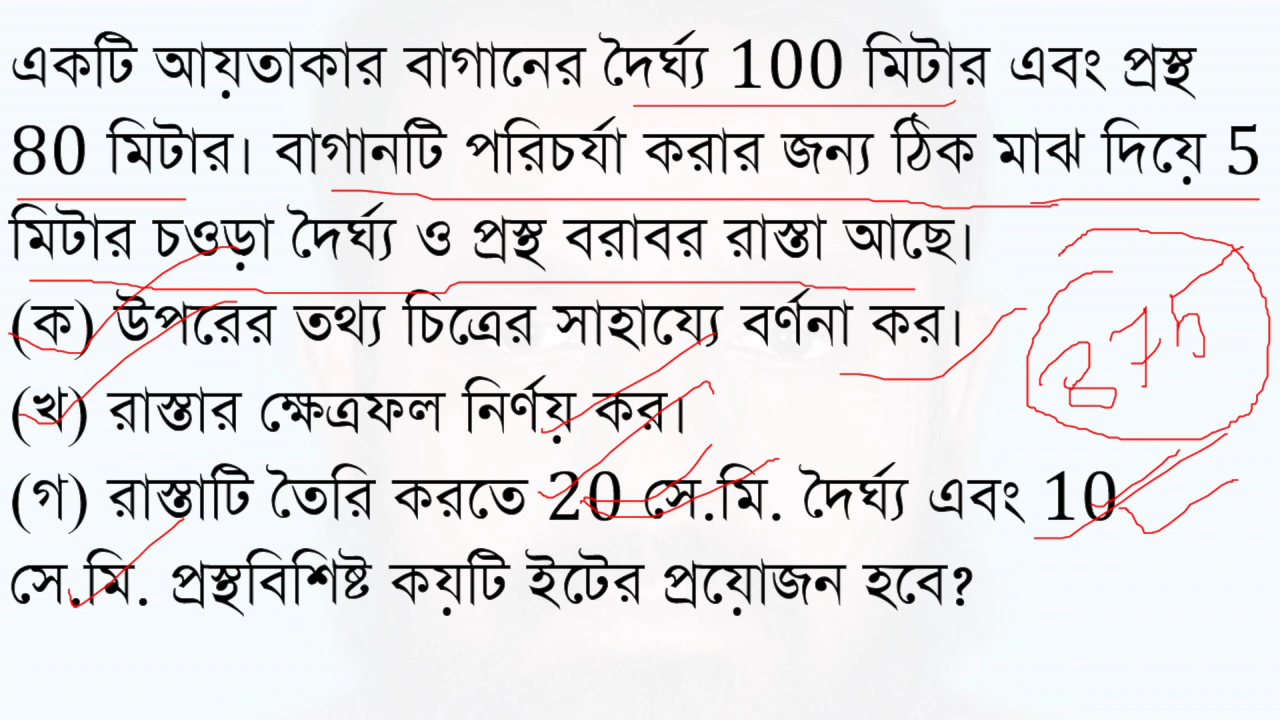 একটি আয়তাকার বাগানের দৈর্ঘ্য 100 মিটার এবং প্রস্থ
80 মিটার। বাগানটি পরিচর্যা করার জন্য ঠিক মাঝ দিয়ে 5
মিটার চওড়া দৈর্ঘ্য ও প্রস্থ বরাবর রাস্তা আছে।
(ক) উপরের তথ্য চিত্রের সাহায্যে বর্ণনা কর।
(খ) রাস্তার ক্ষেত্রফল নির্ণয় কর।
(গ) রাস্তাটি তৈরি করতে 20 সে.মি. দৈর্ঘ্য এবং 10
সে.মি. প্রস্থবিশিষ্ট কয়টি ইটের প্রয়োজন হবে?